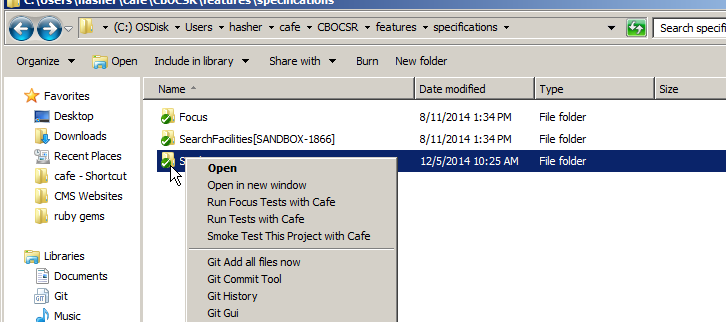 C:\Users\hasher\cafe\CBOCSR\features\specifications
(C:) OSDisk Users hasher cafe CBOCSR features specifications
Search specifi
Organize Open Include in library Share with Burn New folder
Name Date modified Type Size
Favorites
Desktop
Downloads
Recent Places
cafe - Shortcut
CMS Websites
ruby gems
Libraries
Documents
Git
Music
Focus 8/11/2014 1:34 PM File folder
SearchFacilities[SANDBOX-1866] 8/11/2014 1:34 PM File folder
12/5/2014 10:25 AM File folder
Open
Open in new window
Run Focus Tests with Cafe
Run Tests with Cafe
Smoke Test This Project with Cafe
Git Add all files now
Git Commit Tool
Git History
Git Gui